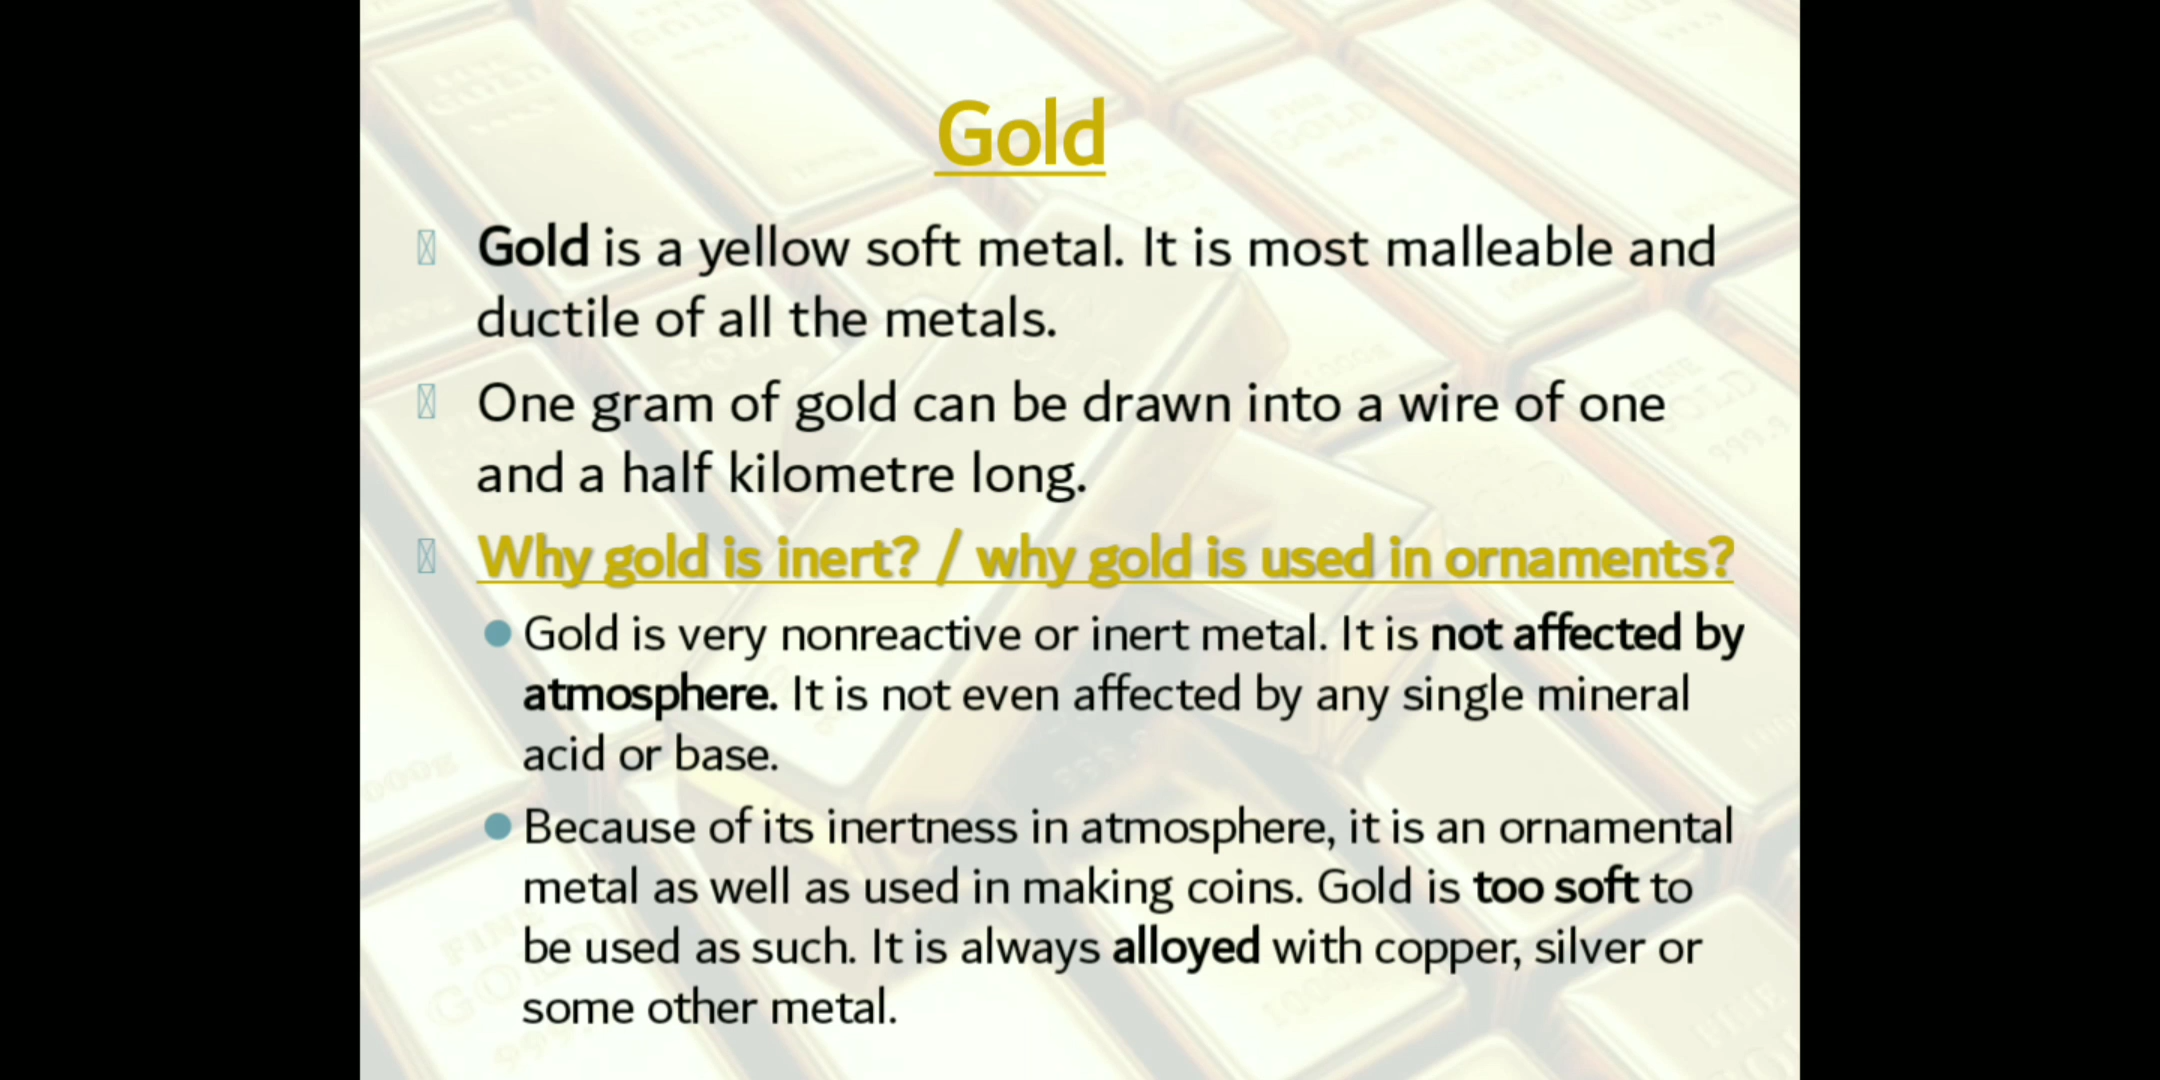 Gold
Gold is a yellow soft metal. It is most malleable and
ductile of all the metals.
One gram of gold can be drawn into a wire of one
and a half kilometre long.
Why gold is inert? / why gold is used in ornaments?
Gold is very nonreactive or inert metal. It is not affected by
atmosphere. It is not even affected by any single mineral
acid or base.
Because of its inertness in atmosphere, it is an ornamental
metal as well as used in making coins. Gold is too soft to
be used as such. It is always alloyed with copper, silver or
some other metal.